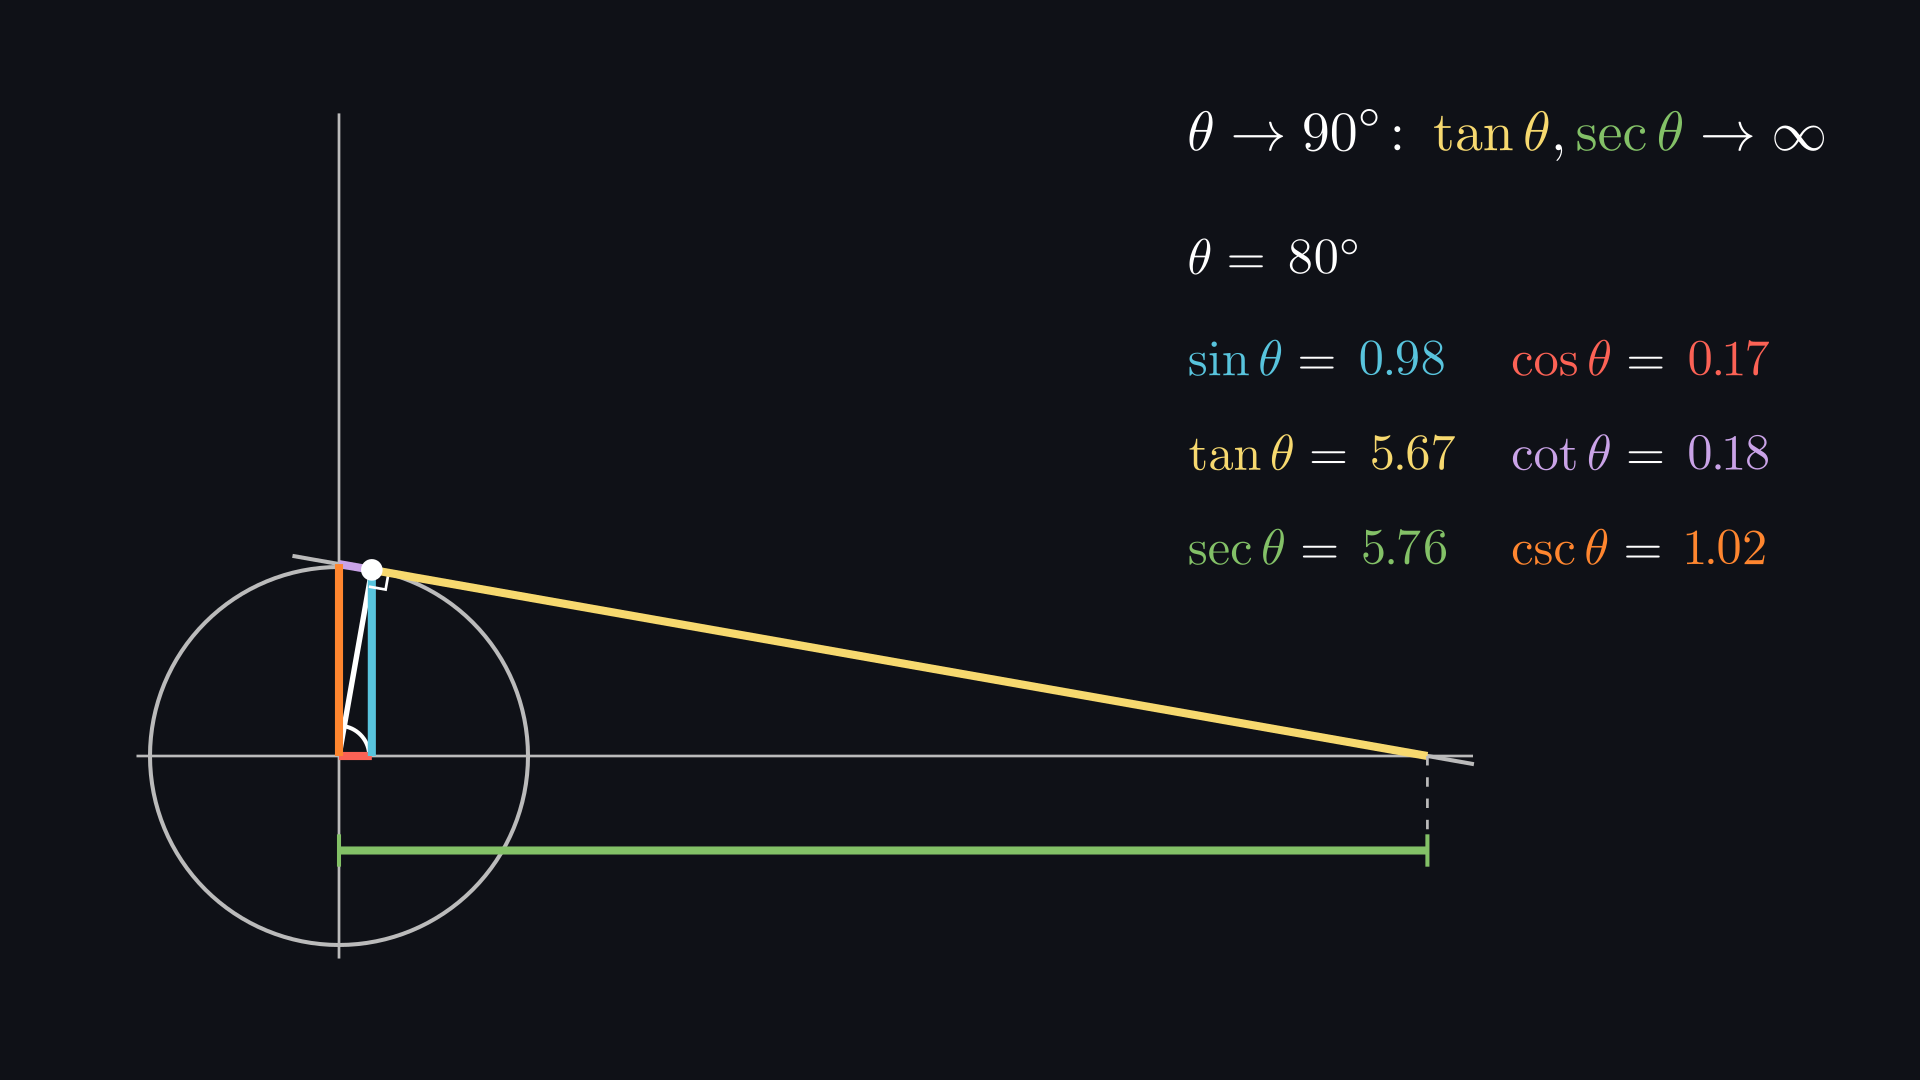 θ → 90°: tan θ, sec θ → ∞
θ = 80°
sin θ = 0.98 cos θ = 0.17
tan θ = 5.67 cot θ = 0.18
sec θ = 5.76 csc θ = 1.02